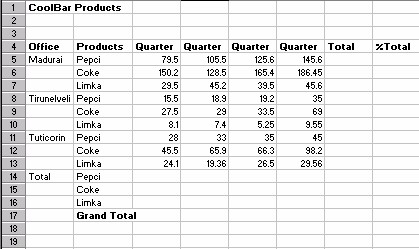 1 CoolBar Products
2
3
4 Office Products Quarter Quarter Quarter Quarter Total %Total
5 Madurai Pepci 79.5 105.5 125.6 145.6
6 Coke 150.2 128.5 165.4 186.45
7 Limka 29.5 45.2 39.5 45.6
8 Tirunelveli Pepci 15.5 18.9 19.2 35
9 Coke 27.5 29 33.5 69
10 Limka 8.1 7.4 5.25 9.55
11 Tuticorin Pepci 28 33 35 45
12 Coke 45.5 65.9 66.3 98.2
13 Limka 24.1 19.36 26.5 29.56
14 Total Pepci
15 Coke
16 Limka
17 Grand Total
18
19